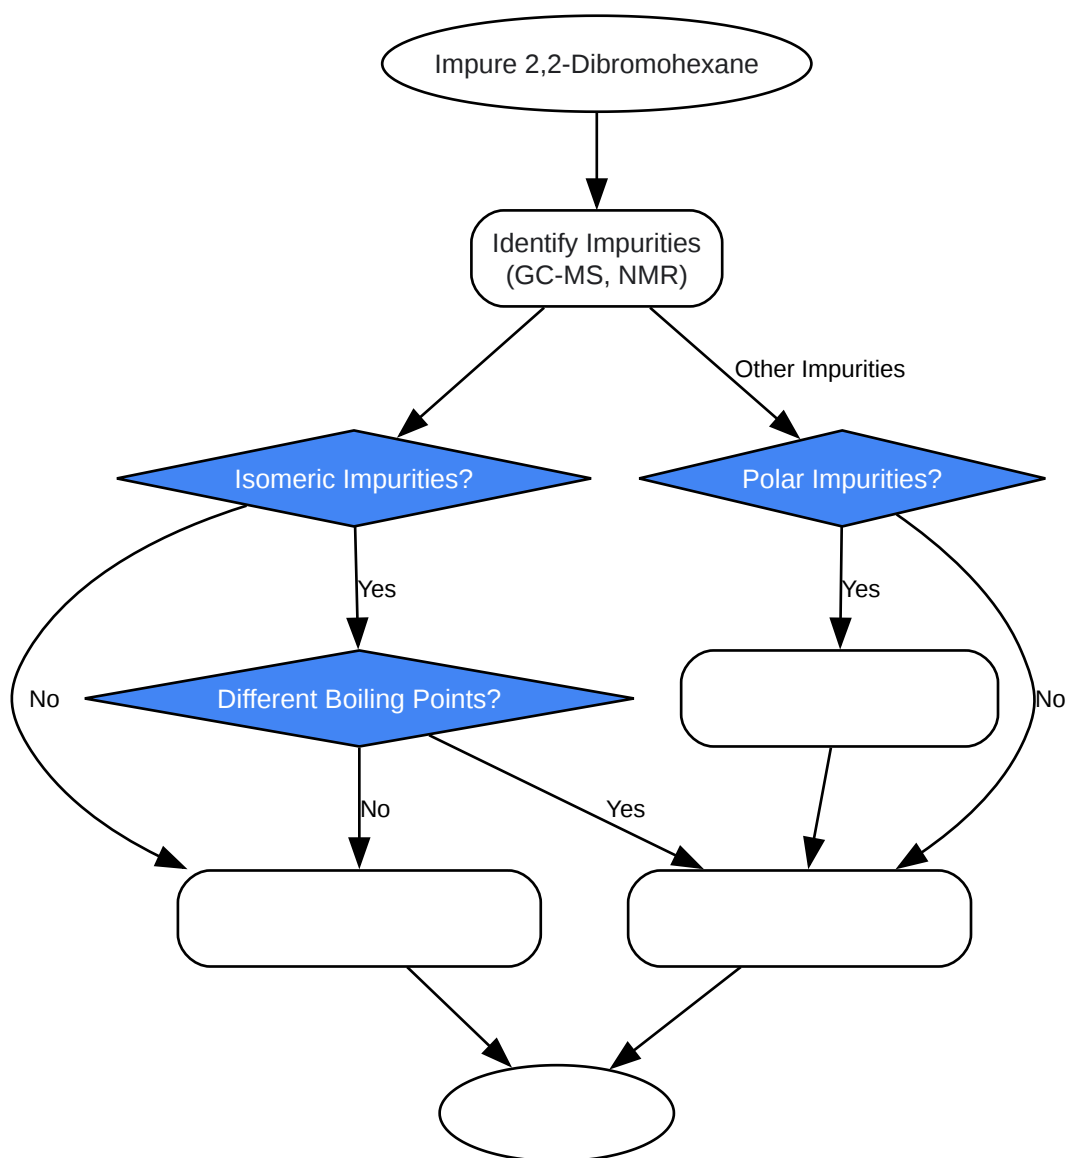 Impure 2,2-Dibromohexane
Identify Impurities
(GC-MS, NMR)
Other Impurities
Isomeric Impurities?
Polar Impurities?
Yes
Yes
Different Boiling Points?
No
No
No
Yes